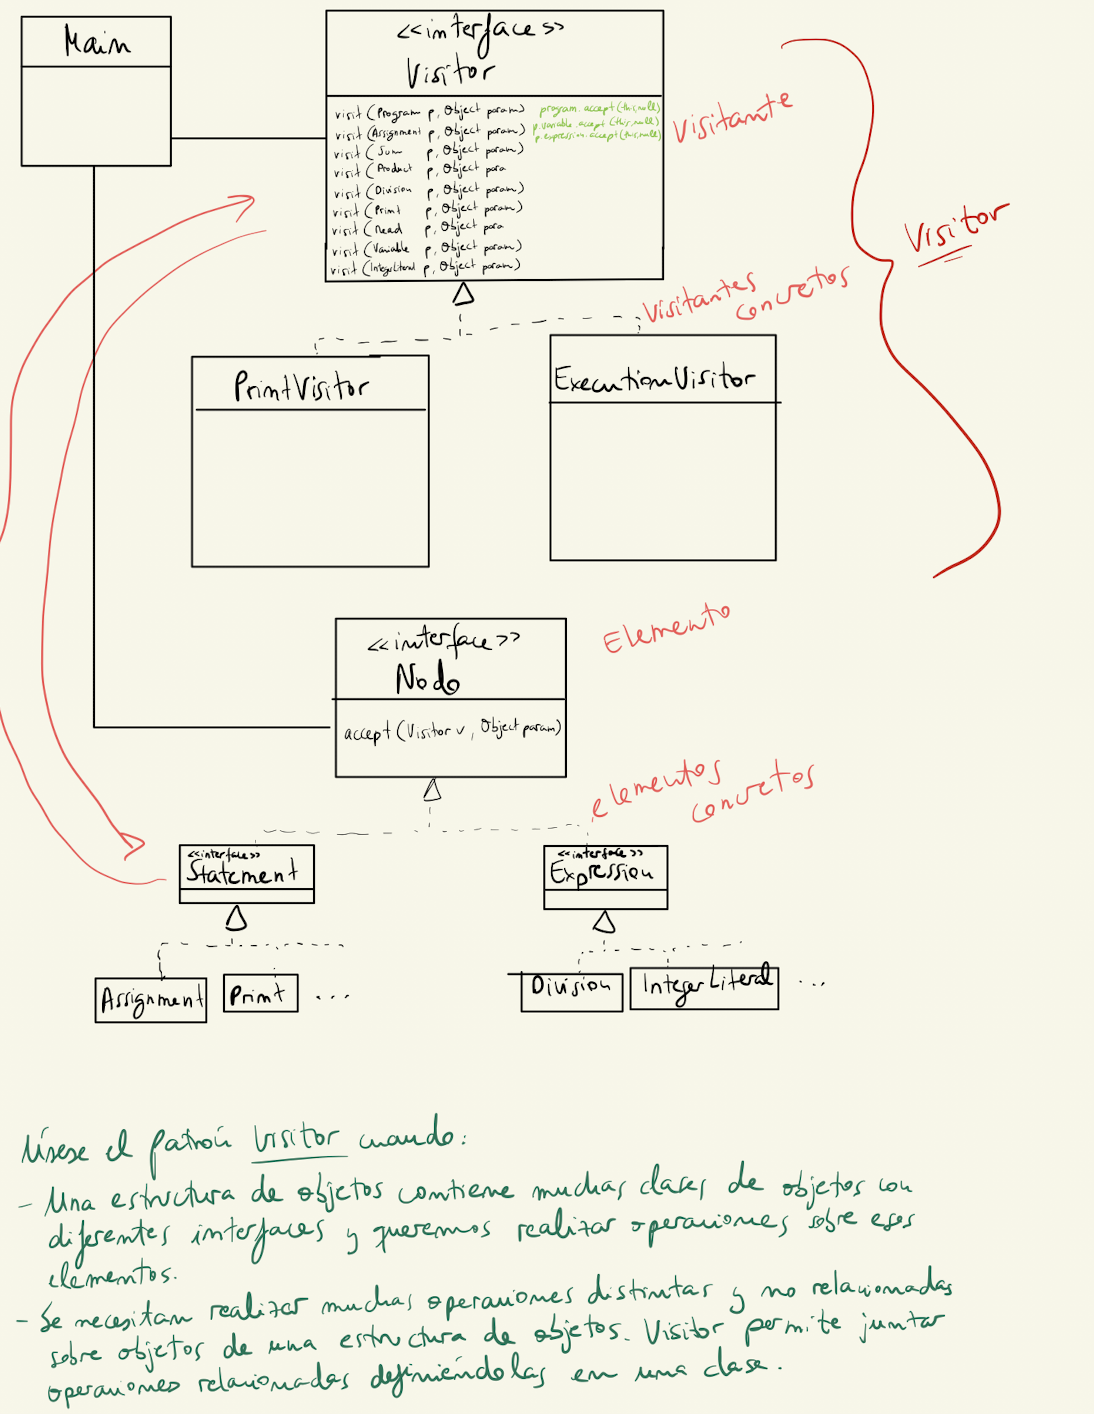 Main
<<interface>>
Visitor
visit (Program p, Object param) program.accept(this,null)
visit (Assignment p, Object param) p.variable.accept(this,null)
p.expression.accept(this,null)
visit (Sum p, Object param)
visit (Product p, Object para
visit (Division p, Object param)
visit (Print p, Object param)
visit (Read p, Object para
visit (Variable p, Object param)
visit (IntegerLiteral p, Object param)
Visitante
Visitor
Visitantes
concretos
PrintVisitor
ExecutionVisitor
Elemento
<<interface>>
Nodo
accept (Visitor v, Object param)
elementos
concretos
<<interface>>
Statement
<<interface>>
Expression
Assignment
Print
...
Division
IntegerLiteral
...
Úsese el patrón Visitor cuando:
- Una estructura de objetos contiene muchas clases de objetos con
diferentes interfaces y queremos realizar operaciones sobre esos
elementos.
- Se necesitan realizar muchas operaciones distintas y no relacionadas
sobre objetos de una estructura de objetos. Visitor permite juntar
operaciones relacionadas definiéndolas en una clase.